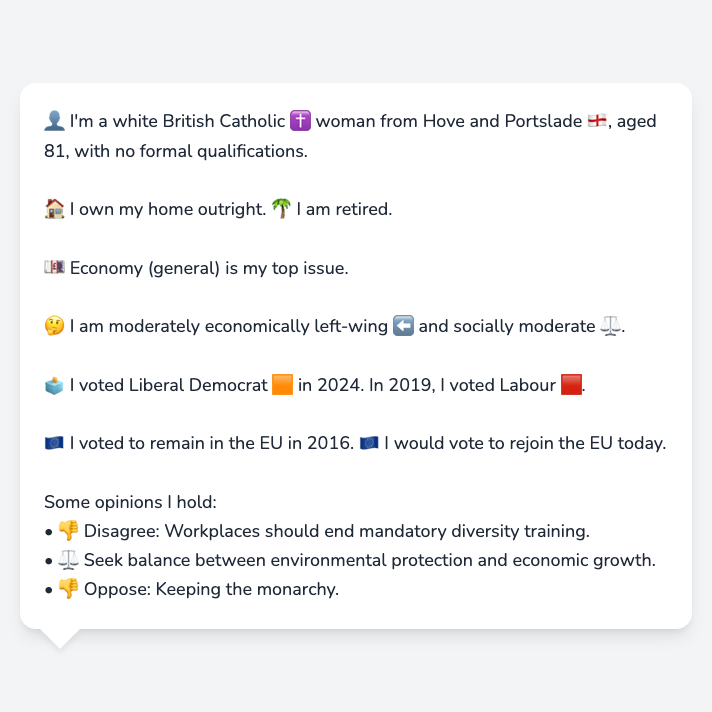 👤 I'm a white British Catholic ✝️ woman from Hove and Portslade 🏴󠁧󠁢󠁥󠁮󠁧󠁿, aged
81, with no formal qualifications.
🏠 I own my home outright. 🌴 I am retired.
💷 Economy (general) is my top issue.
🤔 I am moderately economically left-wing ⬅️ and socially moderate ⚖️.
🗳️ I voted Liberal Democrat 🟧 in 2024. In 2019, I voted Labour 🟥.
🇪🇺 I voted to remain in the EU in 2016. 🇪🇺 I would vote to rejoin the EU today.
Some opinions I hold:
• 👎 Disagree: Workplaces should end mandatory diversity training.
• ⚖️ Seek balance between environmental protection and economic growth.
• 👎 Oppose: Keeping the monarchy.